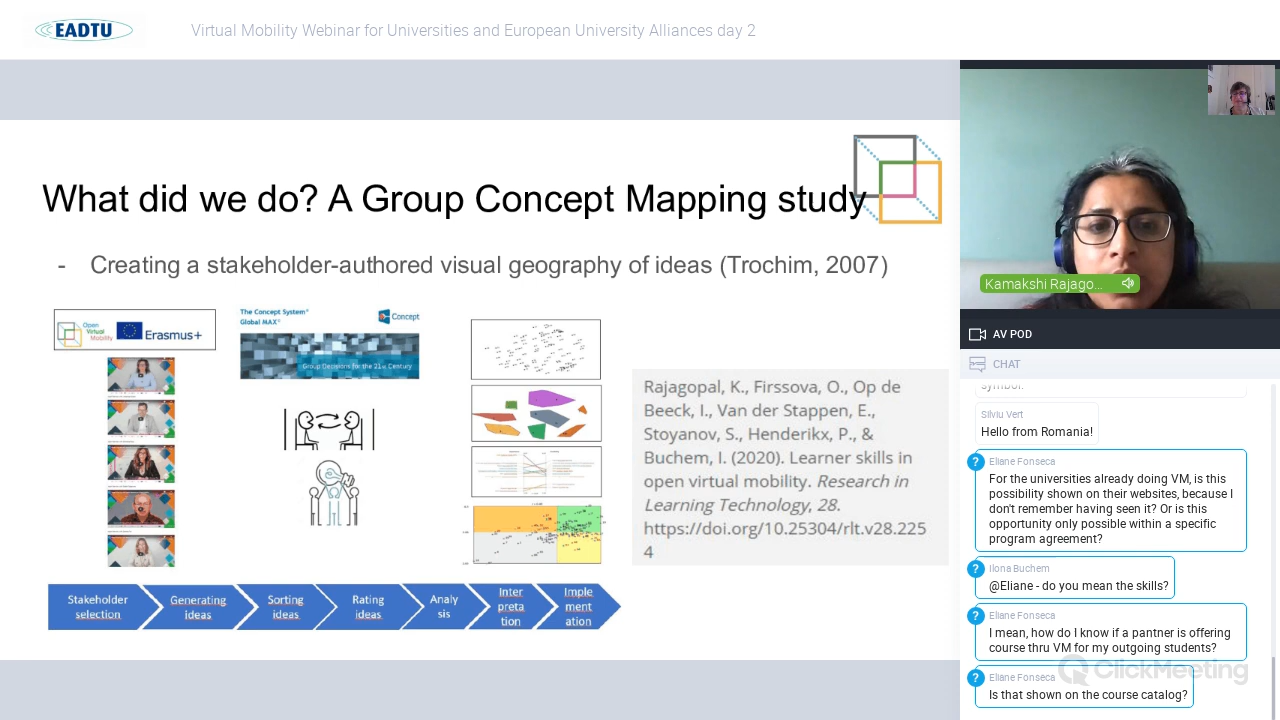 EADTU
Virtual Mobility Webinar for Universities and European University Alliances day 2
What did we do? A Group Concept Mapping study
- Creating a stakeholder-authored visual geography of ideas (Trochim, 2007)
Open
Virtual
Mobility
Erasmus+
The Concept System®
Global MAX©
Concept
Group Decisions for the 21st Century
Rajagopal, K., Firssova, O., Op de
Beeck, I., Van der Stappen, E.,
Stoyanov, S., Henderikx, P., &
Buchem, I. (2020). Learner skills in
open virtual mobility. Research in
Learning Technology, 28.
https://doi.org/10.25304/rlt.v28.225
4
Stakeholder
selection
Generating
ideas
Sorting
ideas
Rating
ideas
Analy
sis
Inter
preta
tion
Imple
ment
ation
Kamakshi Rajago...
AV POD
CHAT
symbol.
Silviu Vert
Hello from Romania!
Eliane Fonseca
For the universities already doing VM, is this
possibility shown on their websites, because I
don't remember having seen it? Or is this
opportunity only possible within a specific
program agreement?
Ilona Buchem
@Eliane - do you mean the skills?
Eliane Fonseca
I mean, how do I know if a pantner is offering
course thru VM for my outgoing students?
ClickMeeting
Eliane Fonseca
Is that shown on the course catalog?